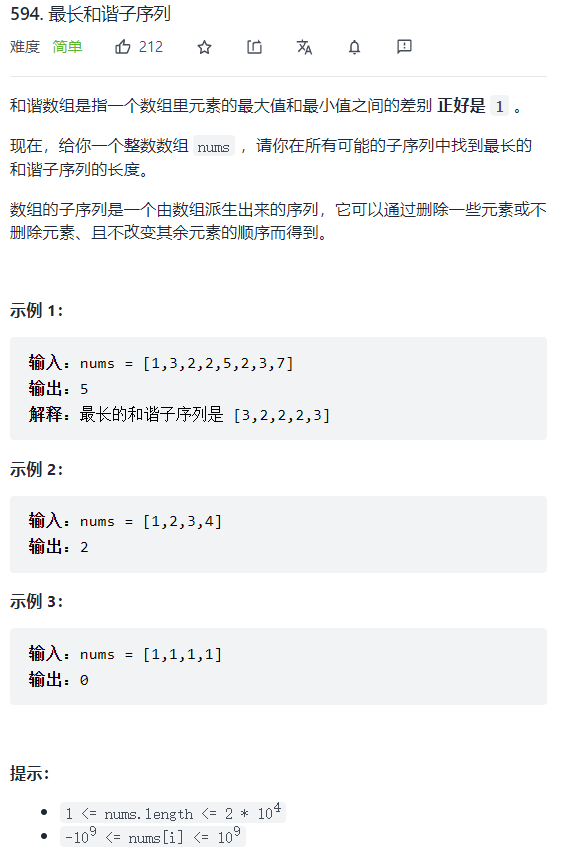 594. 最长和谐子序列
难度 简单 212
和谐数组是指一个数组里元素的最大值和最小值之间的差别 正好是 1 。
现在，给你一个整数数组 nums ，请你在所有可能的子序列中找到最长的
和谐子序列的长度。
数组的子序列是一个由数组派生出来的序列，它可以通过删除一些元素或不
删除元素、且不改变其余元素的顺序而得到。
示例 1：
输入：nums = [1,3,2,2,5,2,3,7]
输出：5
解释：最长的和谐子序列是 [3,2,2,2,3]
示例 2：
输入：nums = [1,2,3,4]
输出：2
示例 3：
输入：nums = [1,1,1,1]
输出：0
提示：
1 <= nums.length <= 2 * 10⁴
-10⁹ <= nums[i] <= 10⁹